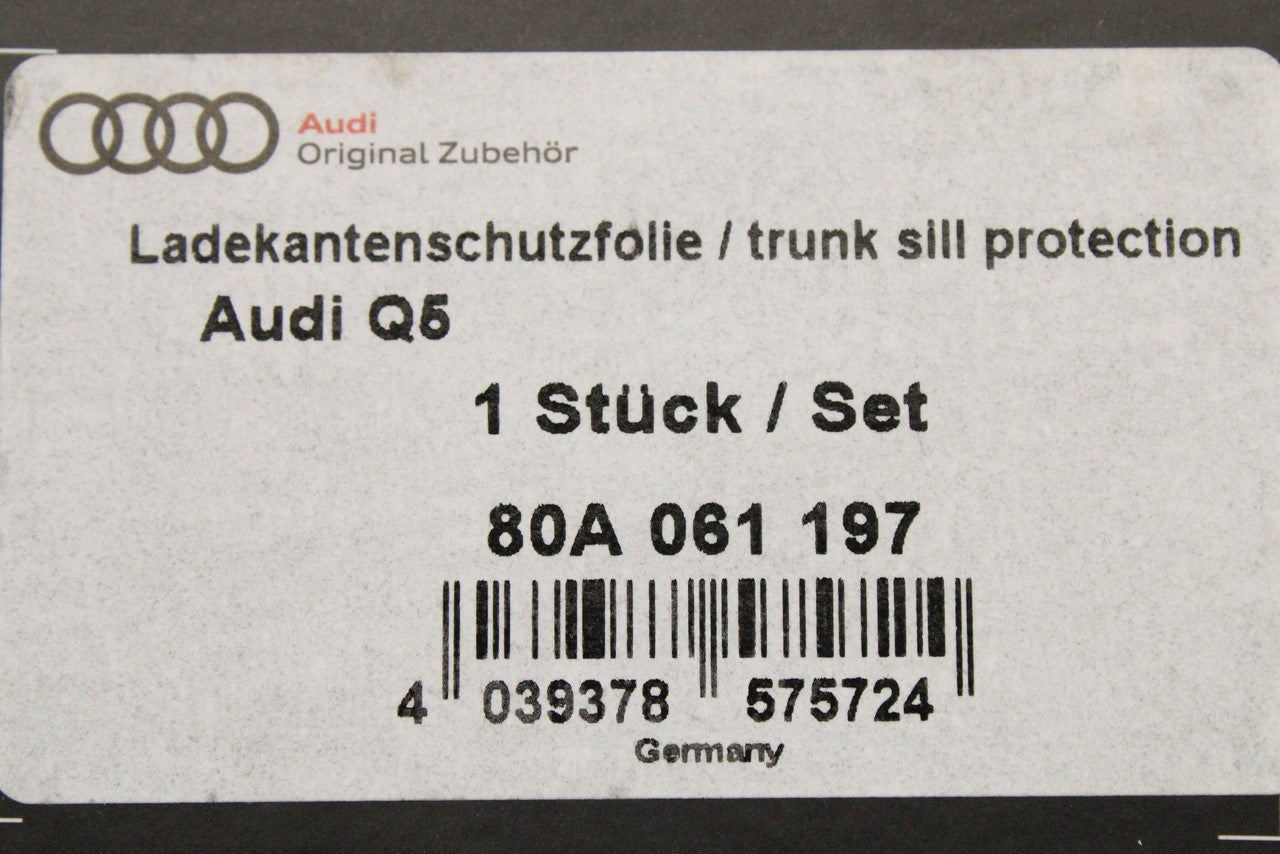 Audi
Original Zubehör
Ladekantenschutzfolie / trunk sill protection
Audi Q5
1 Stück / Set
80A 061 197
4 039378 575724
Germany